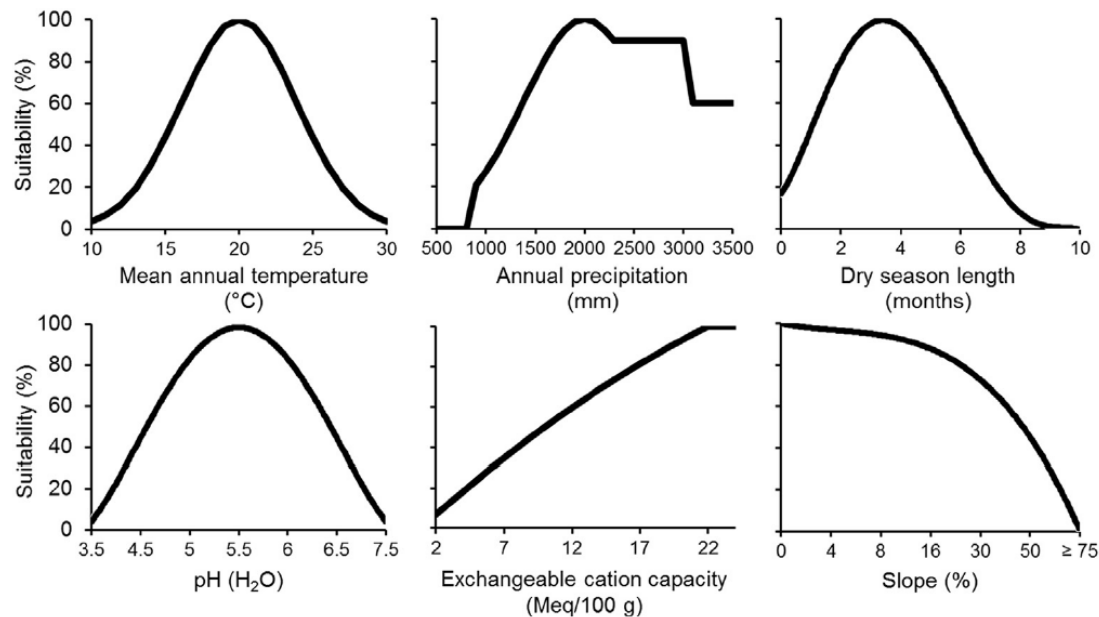 Suitability (%)
100
80
60
40
20
0
10 15 20 25 30
Mean annual temperature
(°C)
500 1000 1500 2000 2500 3000 3500
Annual precipitation
(mm)
0 2 4 6 8 10
Dry season length
(months)
Suitability (%)
100
80
60
40
20
0
3.5 4.5 5 5.5 6 6.5 7.5
pH (H₂O)
2 7 12 17 22
Exchangeable cation capacity
(Meq/100 g)
0 4 8 16 30 50 ≥ 75
Slope (%)